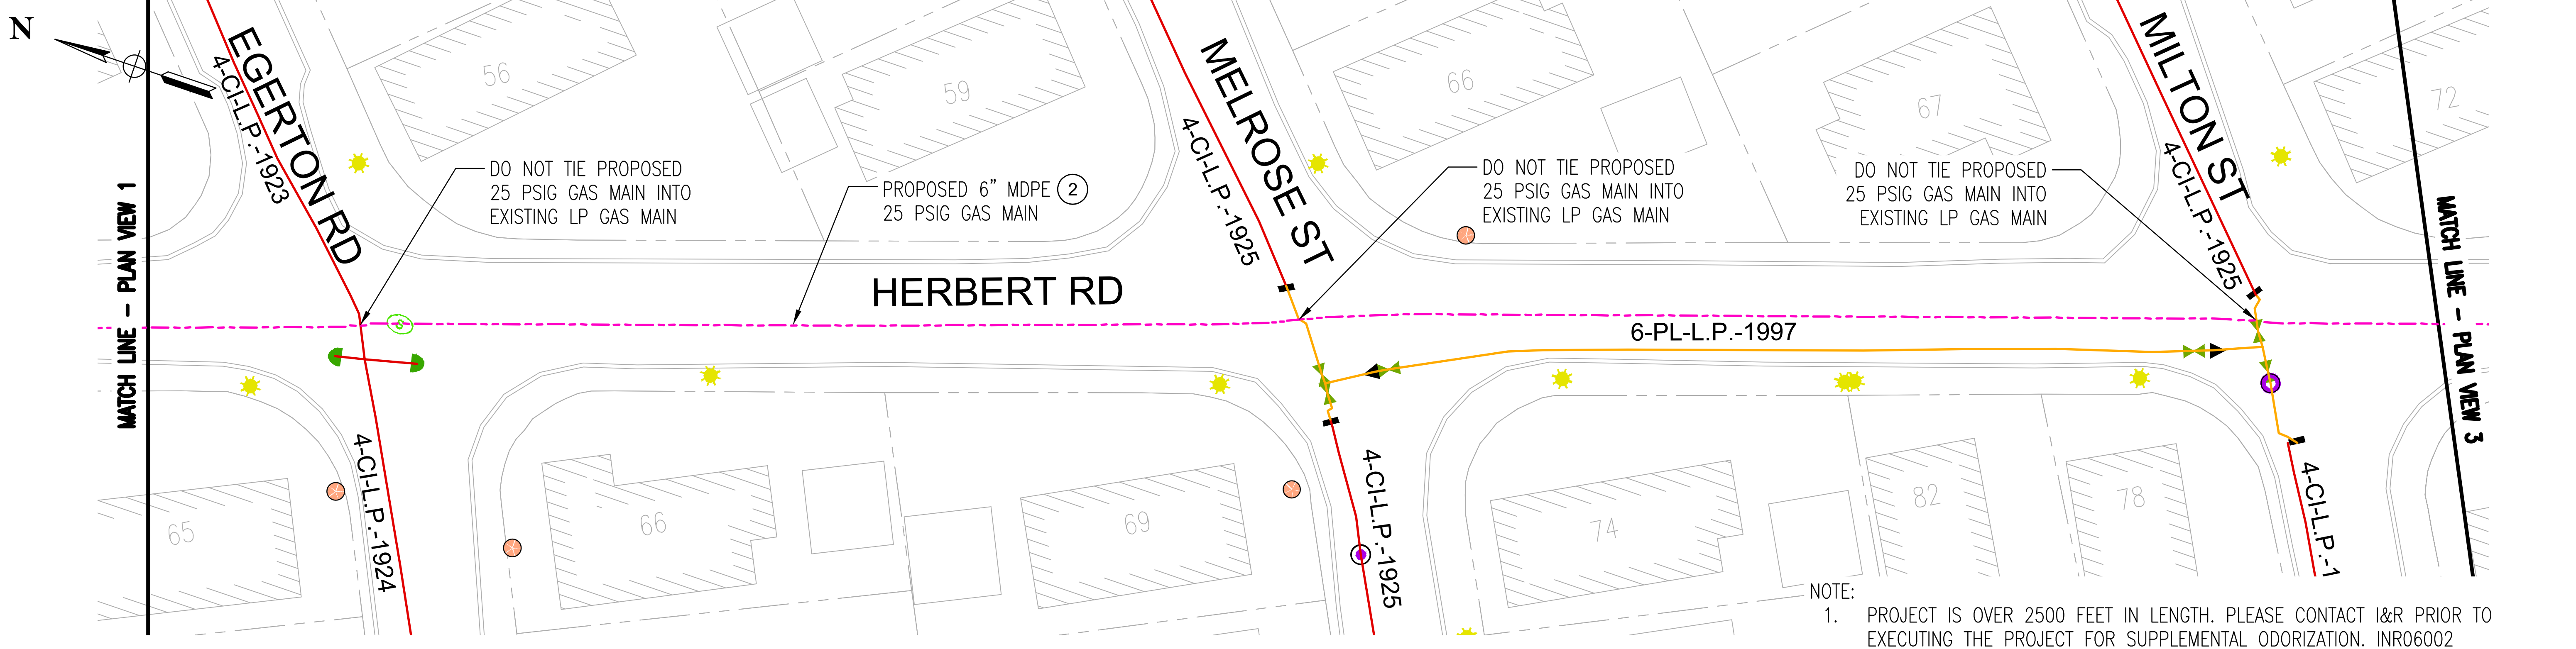 N
MATCH LINE - PLAN VIEW 1
EGERTON RD
4-CI-L.P.-1923
56
DO NOT TIE PROPOSED
25 PSIG GAS MAIN INTO
EXISTING LP GAS MAIN
59
PROPOSED 6" MDPE 2
25 PSIG GAS MAIN
MELROSE ST
4-CI-L.P.-1925
66
DO NOT TIE PROPOSED
25 PSIG GAS MAIN INTO
EXISTING LP GAS MAIN
67
DO NOT TIE PROPOSED
25 PSIG GAS MAIN INTO
EXISTING LP GAS MAIN
MILTON ST
4-CI-L.P.-1925
72
MATCH LINE - PLAN VIEW 3
HERBERT RD
6-PL-L.P.-1997
65
4-CI-L.P.-1924
66
69
4-CI-L.P.-1925
74
82
78
4-CI-L.P.-1
NOTE:
1. PROJECT IS OVER 2500 FEET IN LENGTH. PLEASE CONTACT I&R PRIOR TO
EXECUTING THE PROJECT FOR SUPPLEMENTAL ODORIZATION. INR06002